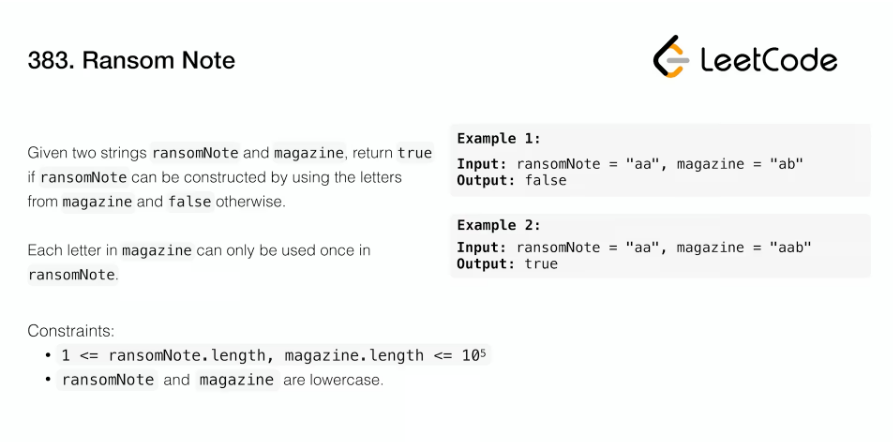 383. Ransom Note
LeetCode
Given two strings ransomNote and magazine, return true
if ransomNote can be constructed by using the letters
from magazine and false otherwise.
Each letter in magazine can only be used once in
ransomNote.
Constraints:
• 1 <= ransomNote.length, magazine.length <= 10⁵
• ransomNote and magazine are lowercase.
Example 1:
Input: ransomNote = "aa", magazine = "ab"
Output: false
Example 2:
Input: ransomNote = "aa", magazine = "aab"
Output: true